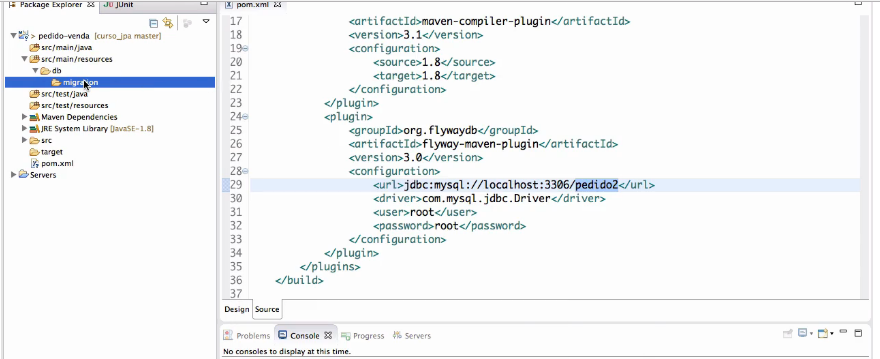 Package Explorer JUnit
pedido-venda [curso_jpa master]
src/main/java
src/main/resources
db
migration
src/test/java
src/test/resources
Maven Dependencies
JRE System Library [JavaSE-1.8]
src
target
pom.xml
Servers
pom.xml
17 <artifactId>maven-compiler-plugin</artifactId>
18 <version>3.1</version>
19 <configuration>
20 <source>1.8</source>
21 <target>1.8</target>
22 </configuration>
23 </plugin>
24 <plugin>
25 <groupId>org.flywaydb</groupId>
26 <artifactId>flyway-maven-plugin</artifactId>
27 <version>3.0</version>
28 <configuration>
29 <url>jdbc:mysql://localhost:3306/pedido2</url>
30 <driver>com.mysql.jdbc.Driver</driver>
31 <user>root</user>
32 <password>root</password>
33 </configuration>
34 </plugin>
35 </plugins>
36 </build>
37
Design Source
Problems Console Progress Servers
No consoles to display at this time.